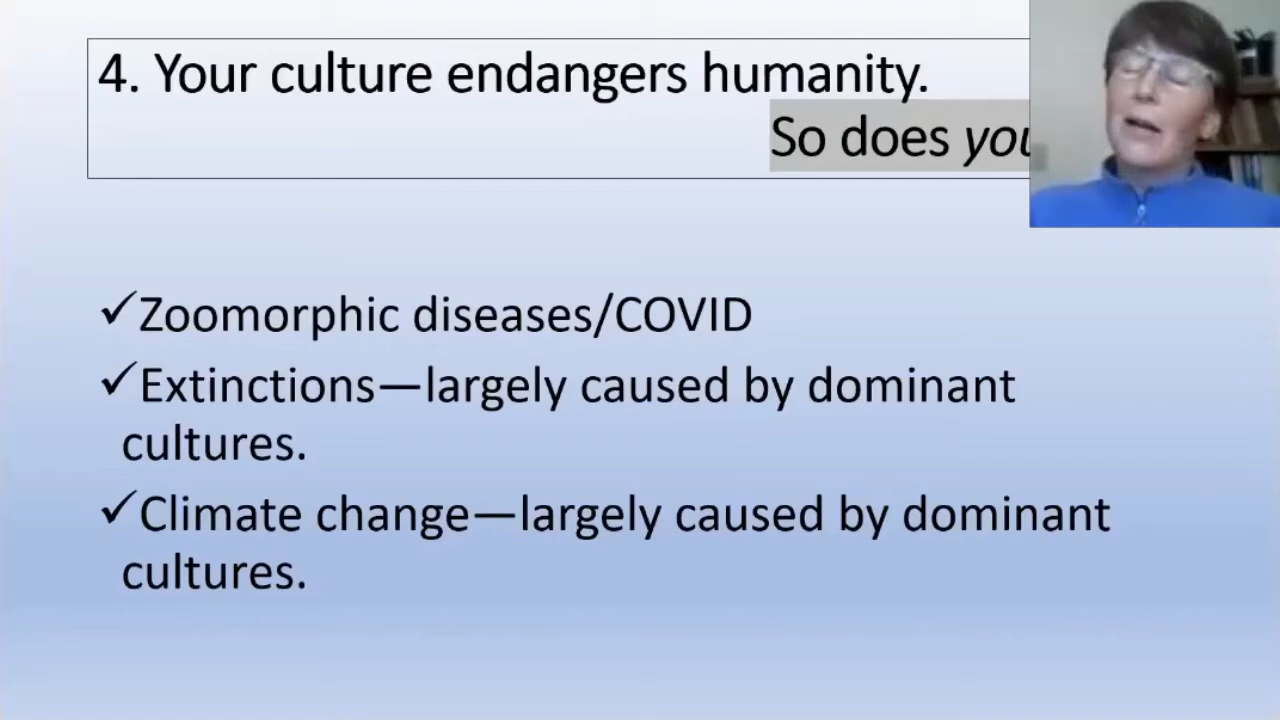 4. Your culture endangers humanity.
So does
✓Zoomorphic diseases/COVID
✓Extinctions—largely caused by dominant
cultures.
✓Climate change—largely caused by dominant
cultures.